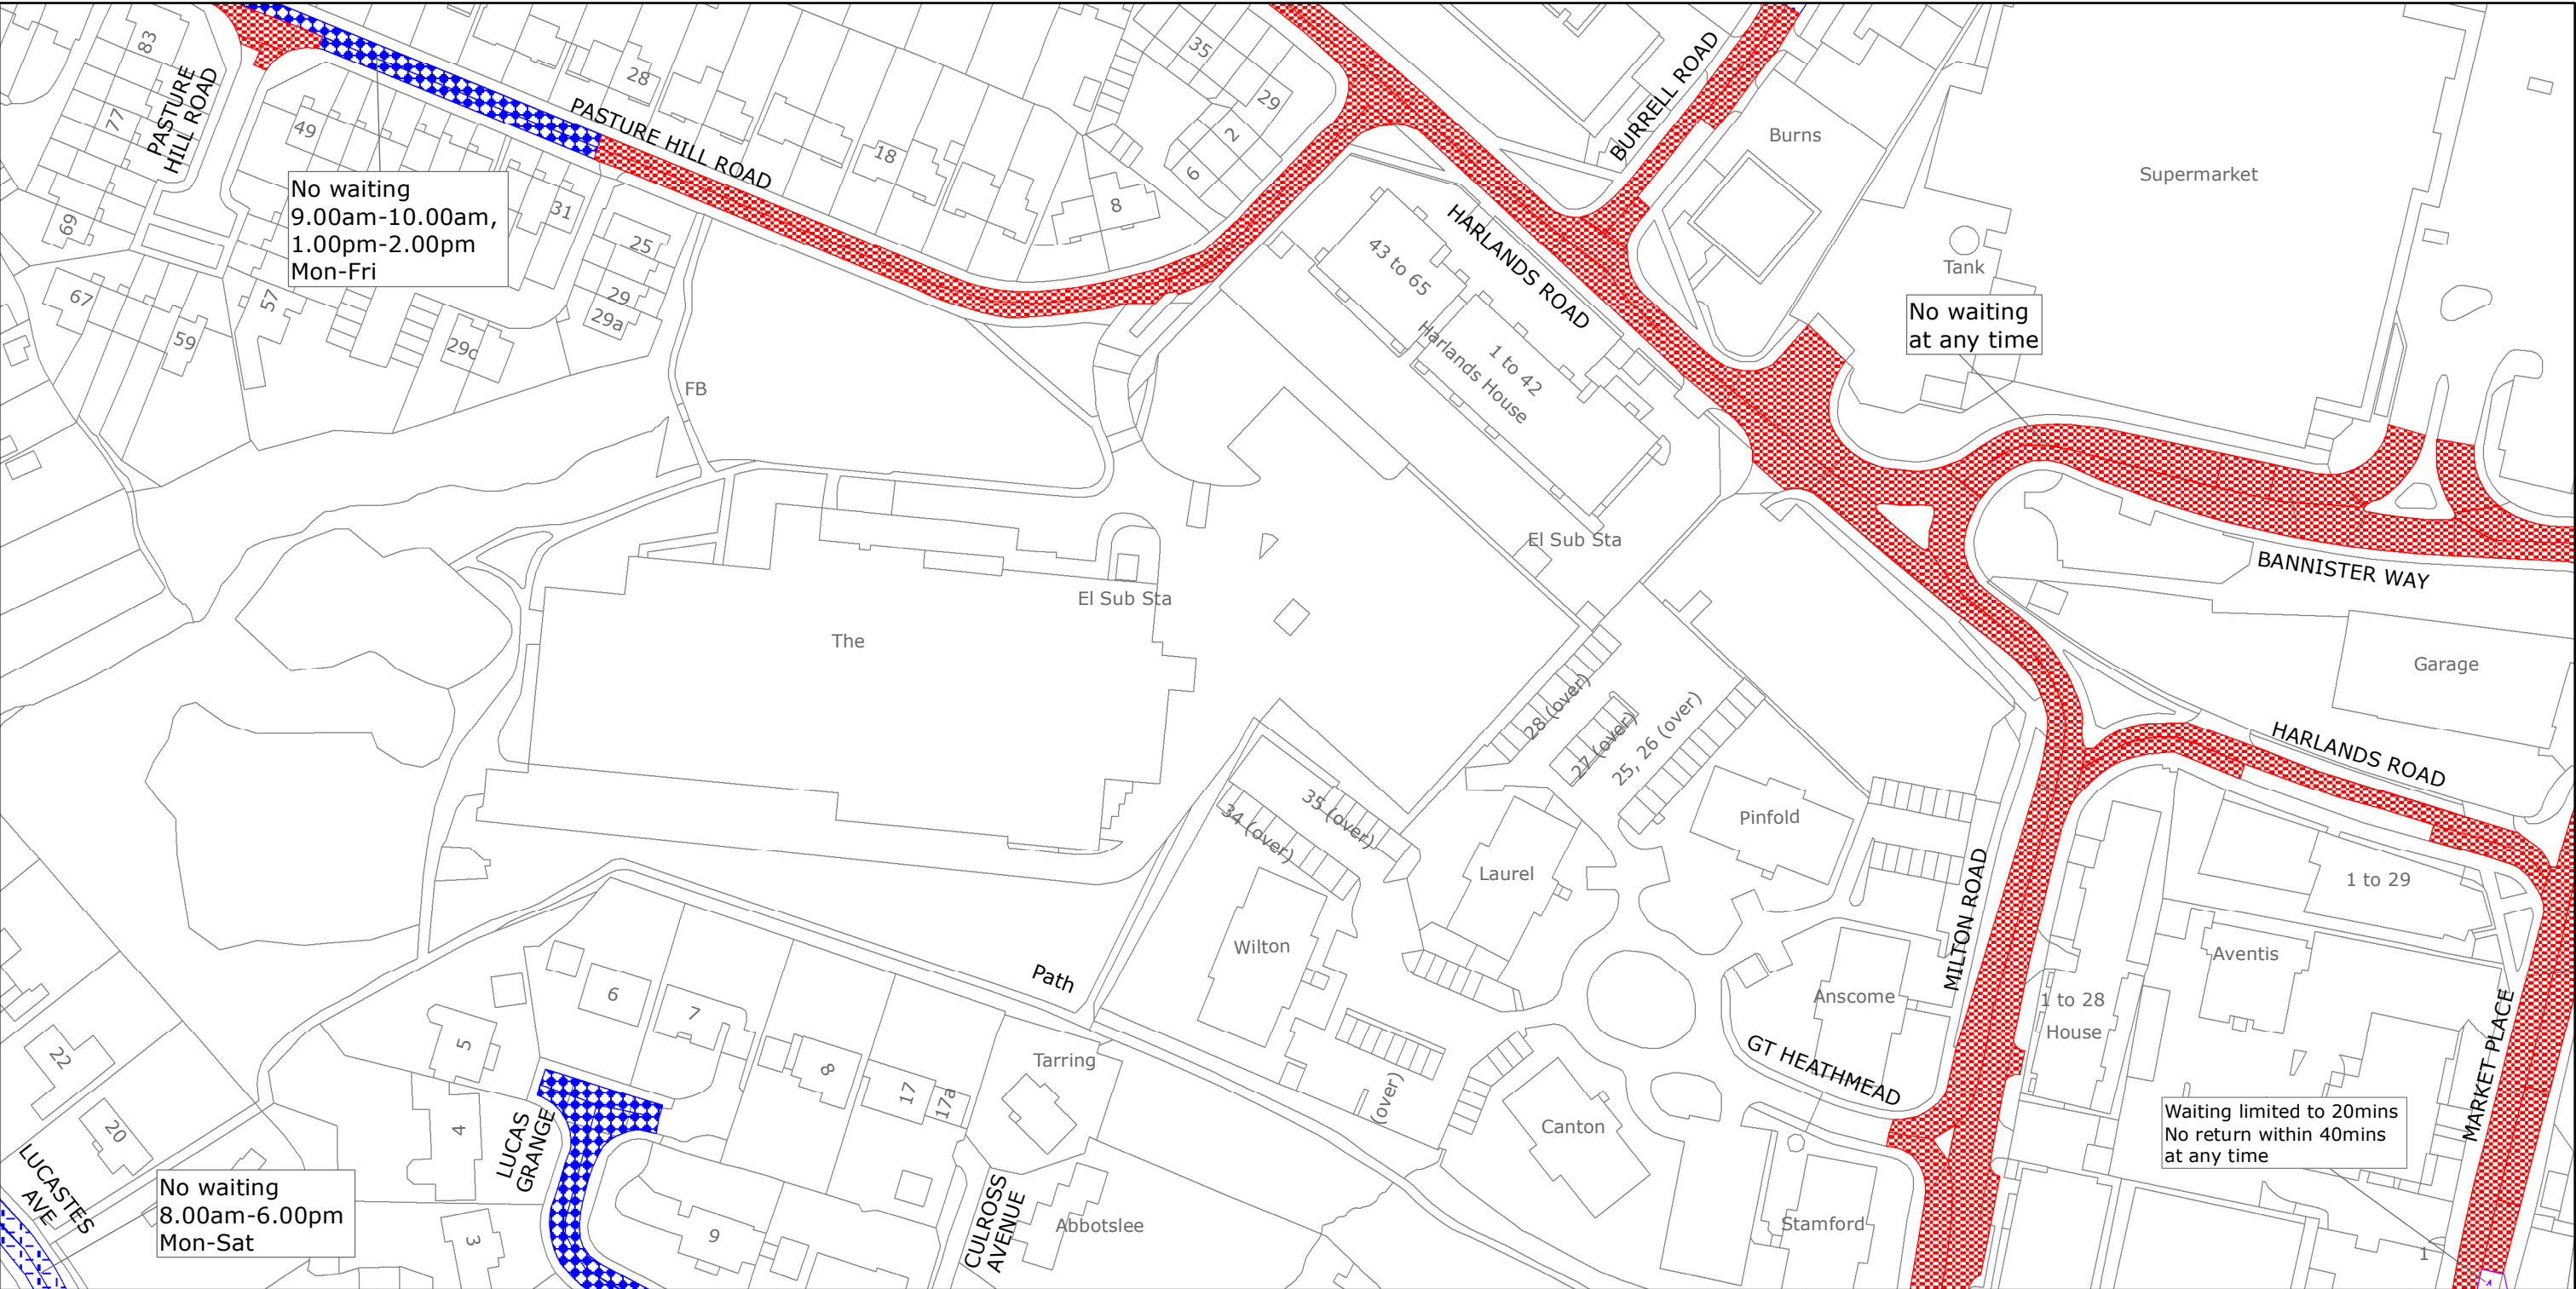 83
PASTURE
HILL ROAD
77
69
67
59
57
49
No waiting
9.00am-10.00am,
1.00pm-2.00pm
Mon-Fri
28
PASTURE HILL ROAD
18
31
25
29
29a
29c
FB
35
29
2
6
8
BURRELL ROAD
Burns
Supermarket
Tank
HARLANDS ROAD
43 to 65
1 to 42
Harlands House
No waiting
at any time
El Sub Sta
El Sub Sta
The
BANNISTER WAY
Garage
HARLANDS ROAD
28 (over)
27 (over)
25, 26 (over)
35 (over)
34 (over)
Pinfold
Laurel
Wilton
MILTON ROAD
1 to 29
Aventis
Anscome
1 to 28
House
MARKET PLACE
Path
6
7
5
8
17
17a
4
Tarring
22
20
LUCAS
GRANGE
GT HEATHMEAD
(over)
Canton
Waiting limited to 20mins
No return within 40mins
at any time
LUCASTES
AVE
No waiting
8.00am-6.00pm
Mon-Sat
3
9
CULROSS
AVENUE
Abbotslee
Stamford
1